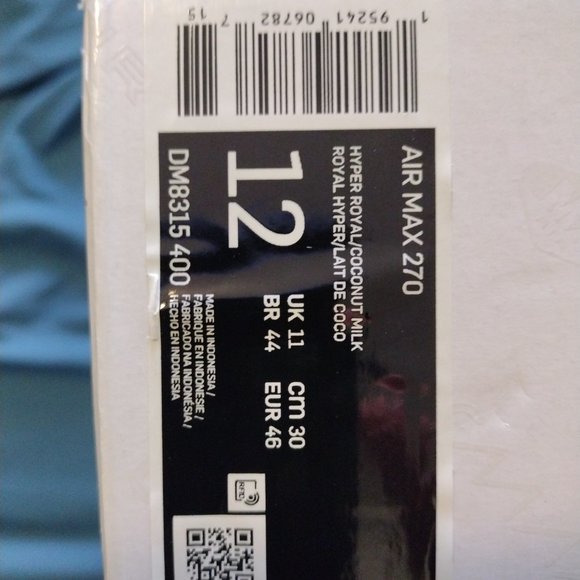 1 95241 06782 7 15
AIR MAX 270
HYPER ROYAL/COCONUT MILK
ROYAL HYPER/LAIT DE COCO
12
UK 11 cm 30
BR 44 EUR 46
DM8315 400
MADE IN INDONESIA /
FABRIQUE EN INDONESIE /
FABRICADO NA INDONÉSIA /
HECHO EN INDONESIA
RFID